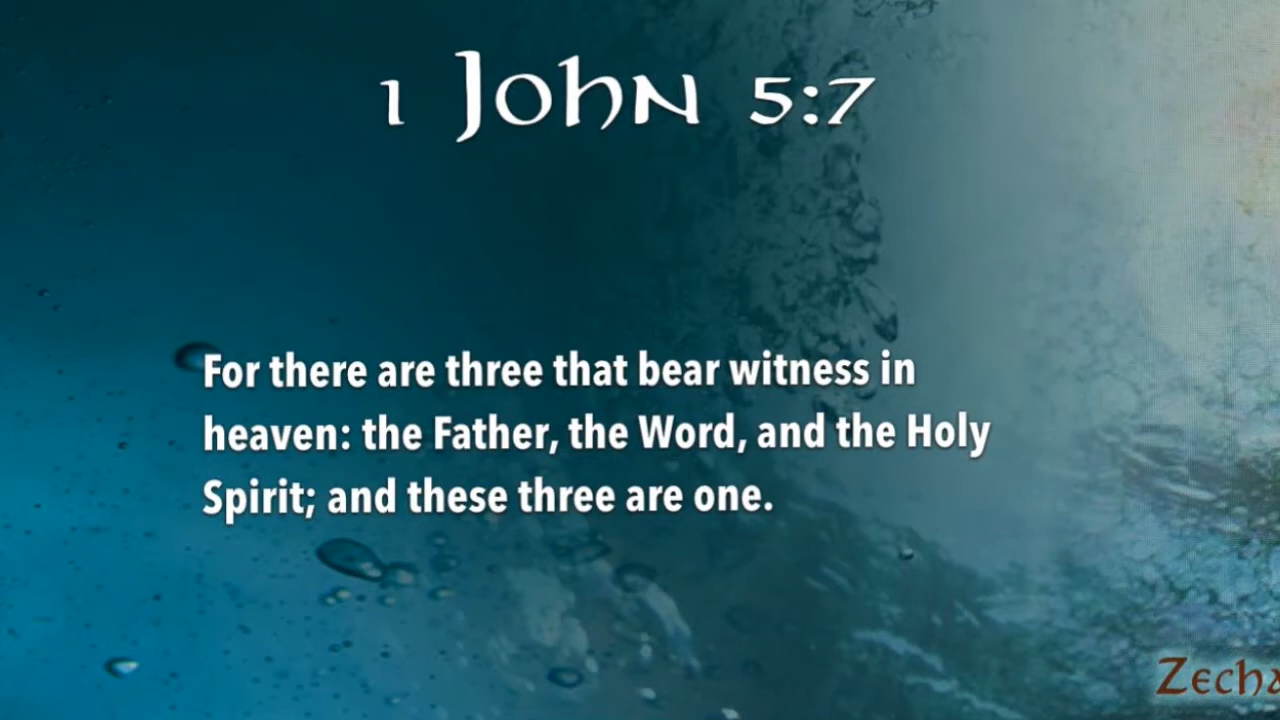 1 John 5:7
For there are three that bear witness in
heaven: the Father, the Word, and the Holy
Spirit; and these three are one.